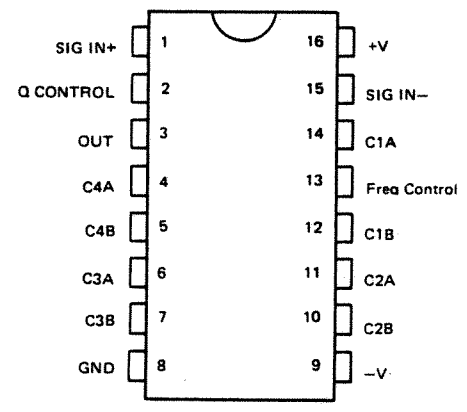 SIG IN+ 1 16 +V
Q CONTROL 2 15 SIG IN−
OUT 3 14 C1A
C4A 4 13 Freq Control
C4B 5 12 C1B
C3A 6 11 C2A
C3B 7 10 C2B
GND 8 9 −V